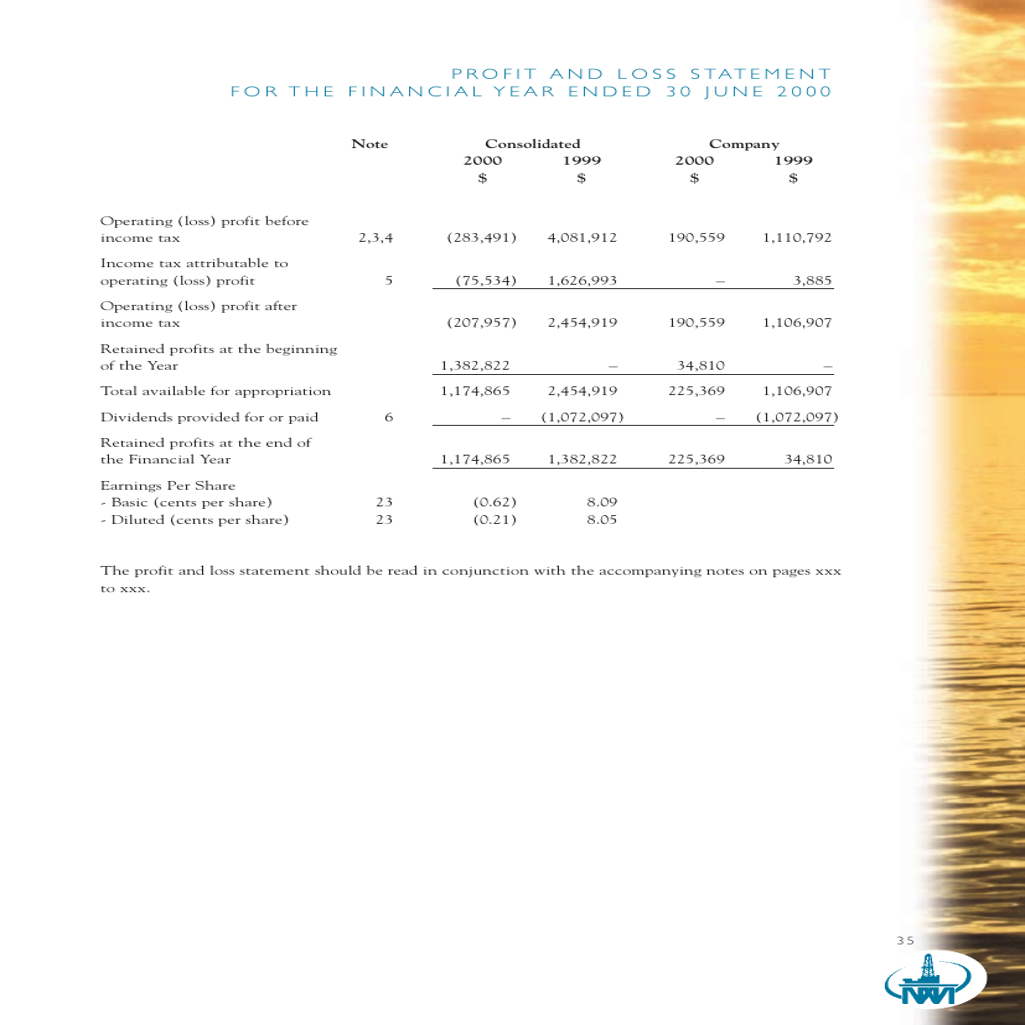 PROFIT AND LOSS STATEMENT
FOR THE FINANCIAL YEAR ENDED 30 JUNE 2000
Note Consolidated Company
2000 1999 2000 1999
$ $ $ $
Operating (loss) profit before
income tax 2,3,4 (283,491) 4,081,912 190,559 1,110,792
Income tax attributable to
operating (loss) profit 5 (75,534) 1,626,993 – 3,885
Operating (loss) profit after
income tax (207,957) 2,454,919 190,559 1,106,907
Retained profits at the beginning
of the Year 1,382,822 – 34,810 –
Total available for appropriation 1,174,865 2,454,919 225,369 1,106,907
Dividends provided for or paid 6 – (1,072,097) – (1,072,097)
Retained profits at the end of
the Financial Year 1,174,865 1,382,822 225,369 34,810
Earnings Per Share
- Basic (cents per share) 23 (0.62) 8.09
- Diluted (cents per share) 23 (0.21) 8.05
The profit and loss statement should be read in conjunction with the accompanying notes on pages xxx
to xxx.
35